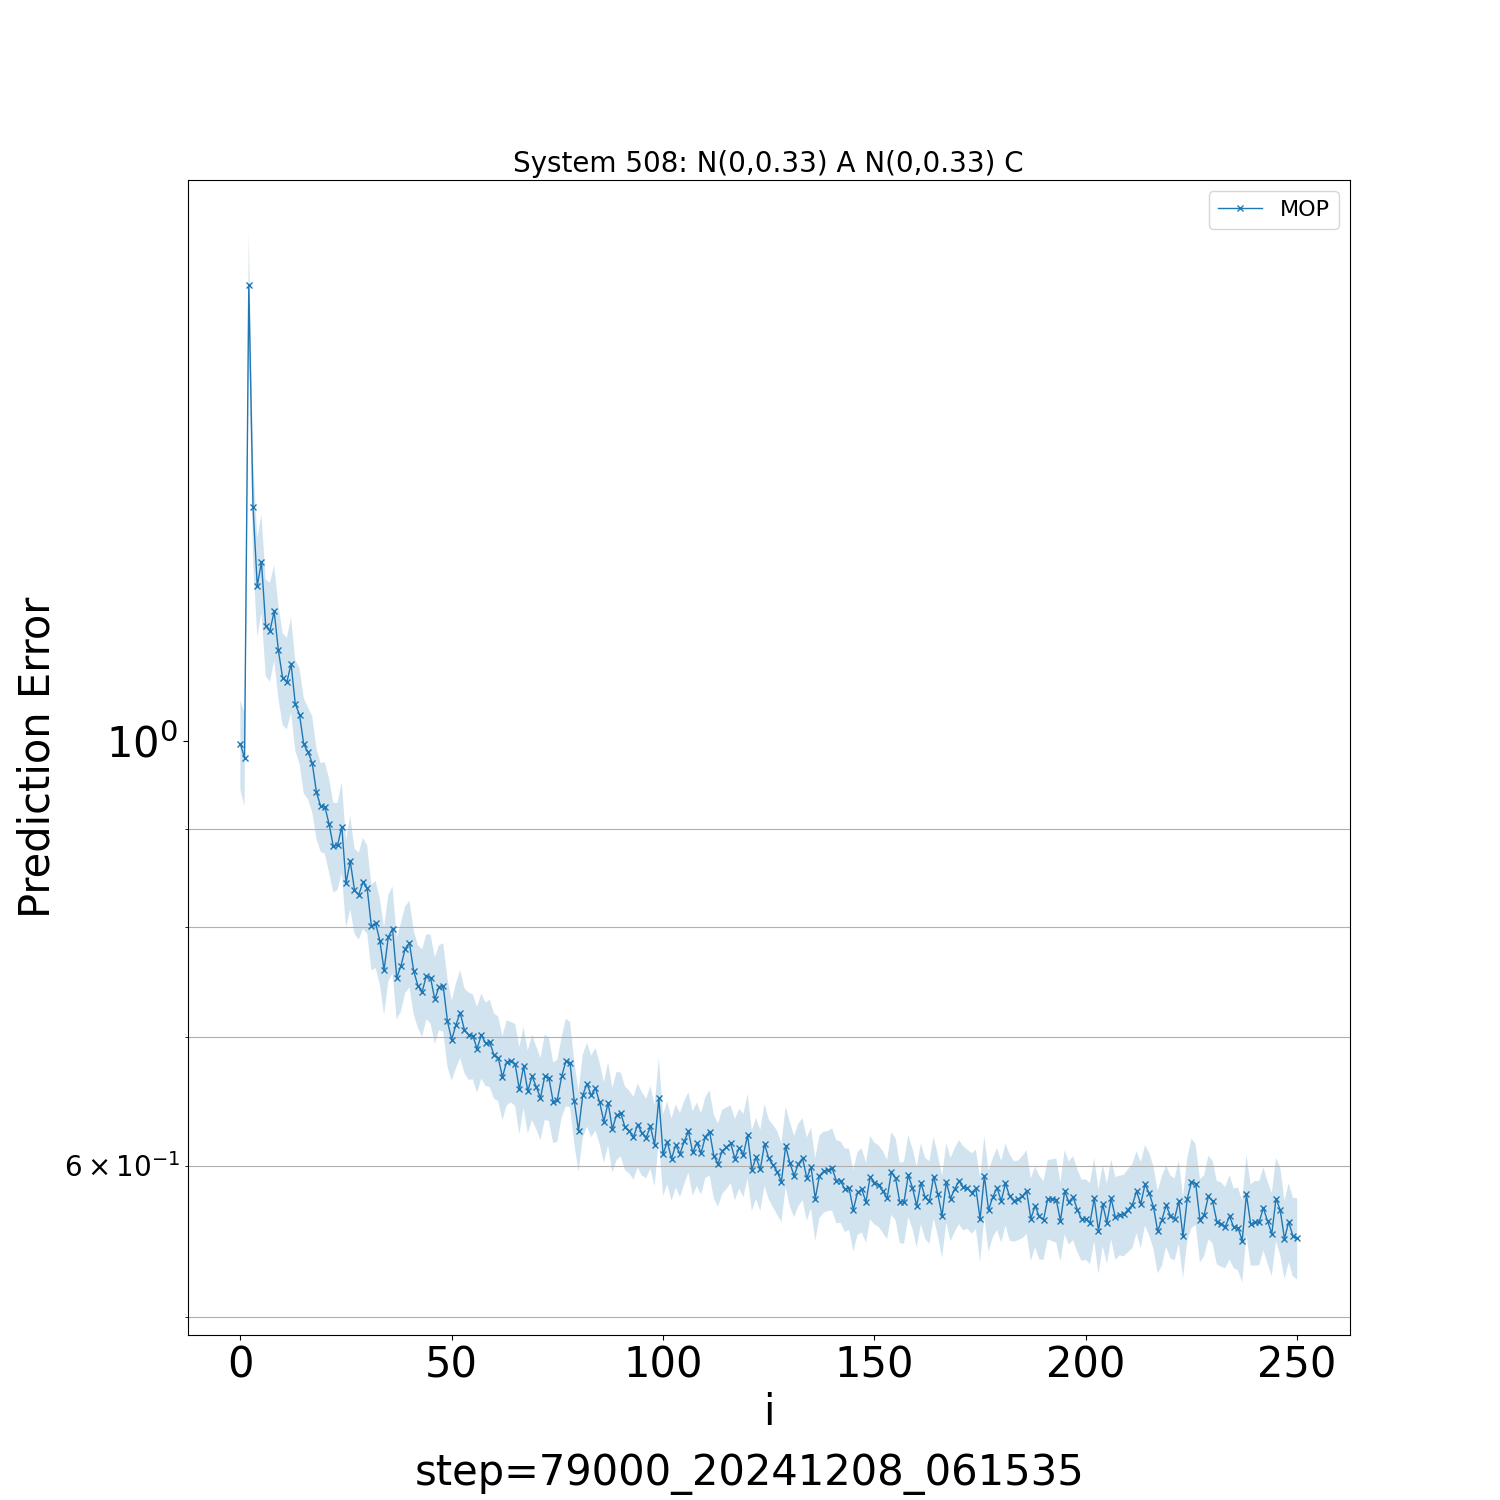 System 508: N(0,0.33) A N(0,0.33) C
MOP
Prediction Error
10⁰
6 × 10⁻¹
0 50 100 150 200 250
i
step=79000_20241208_061535